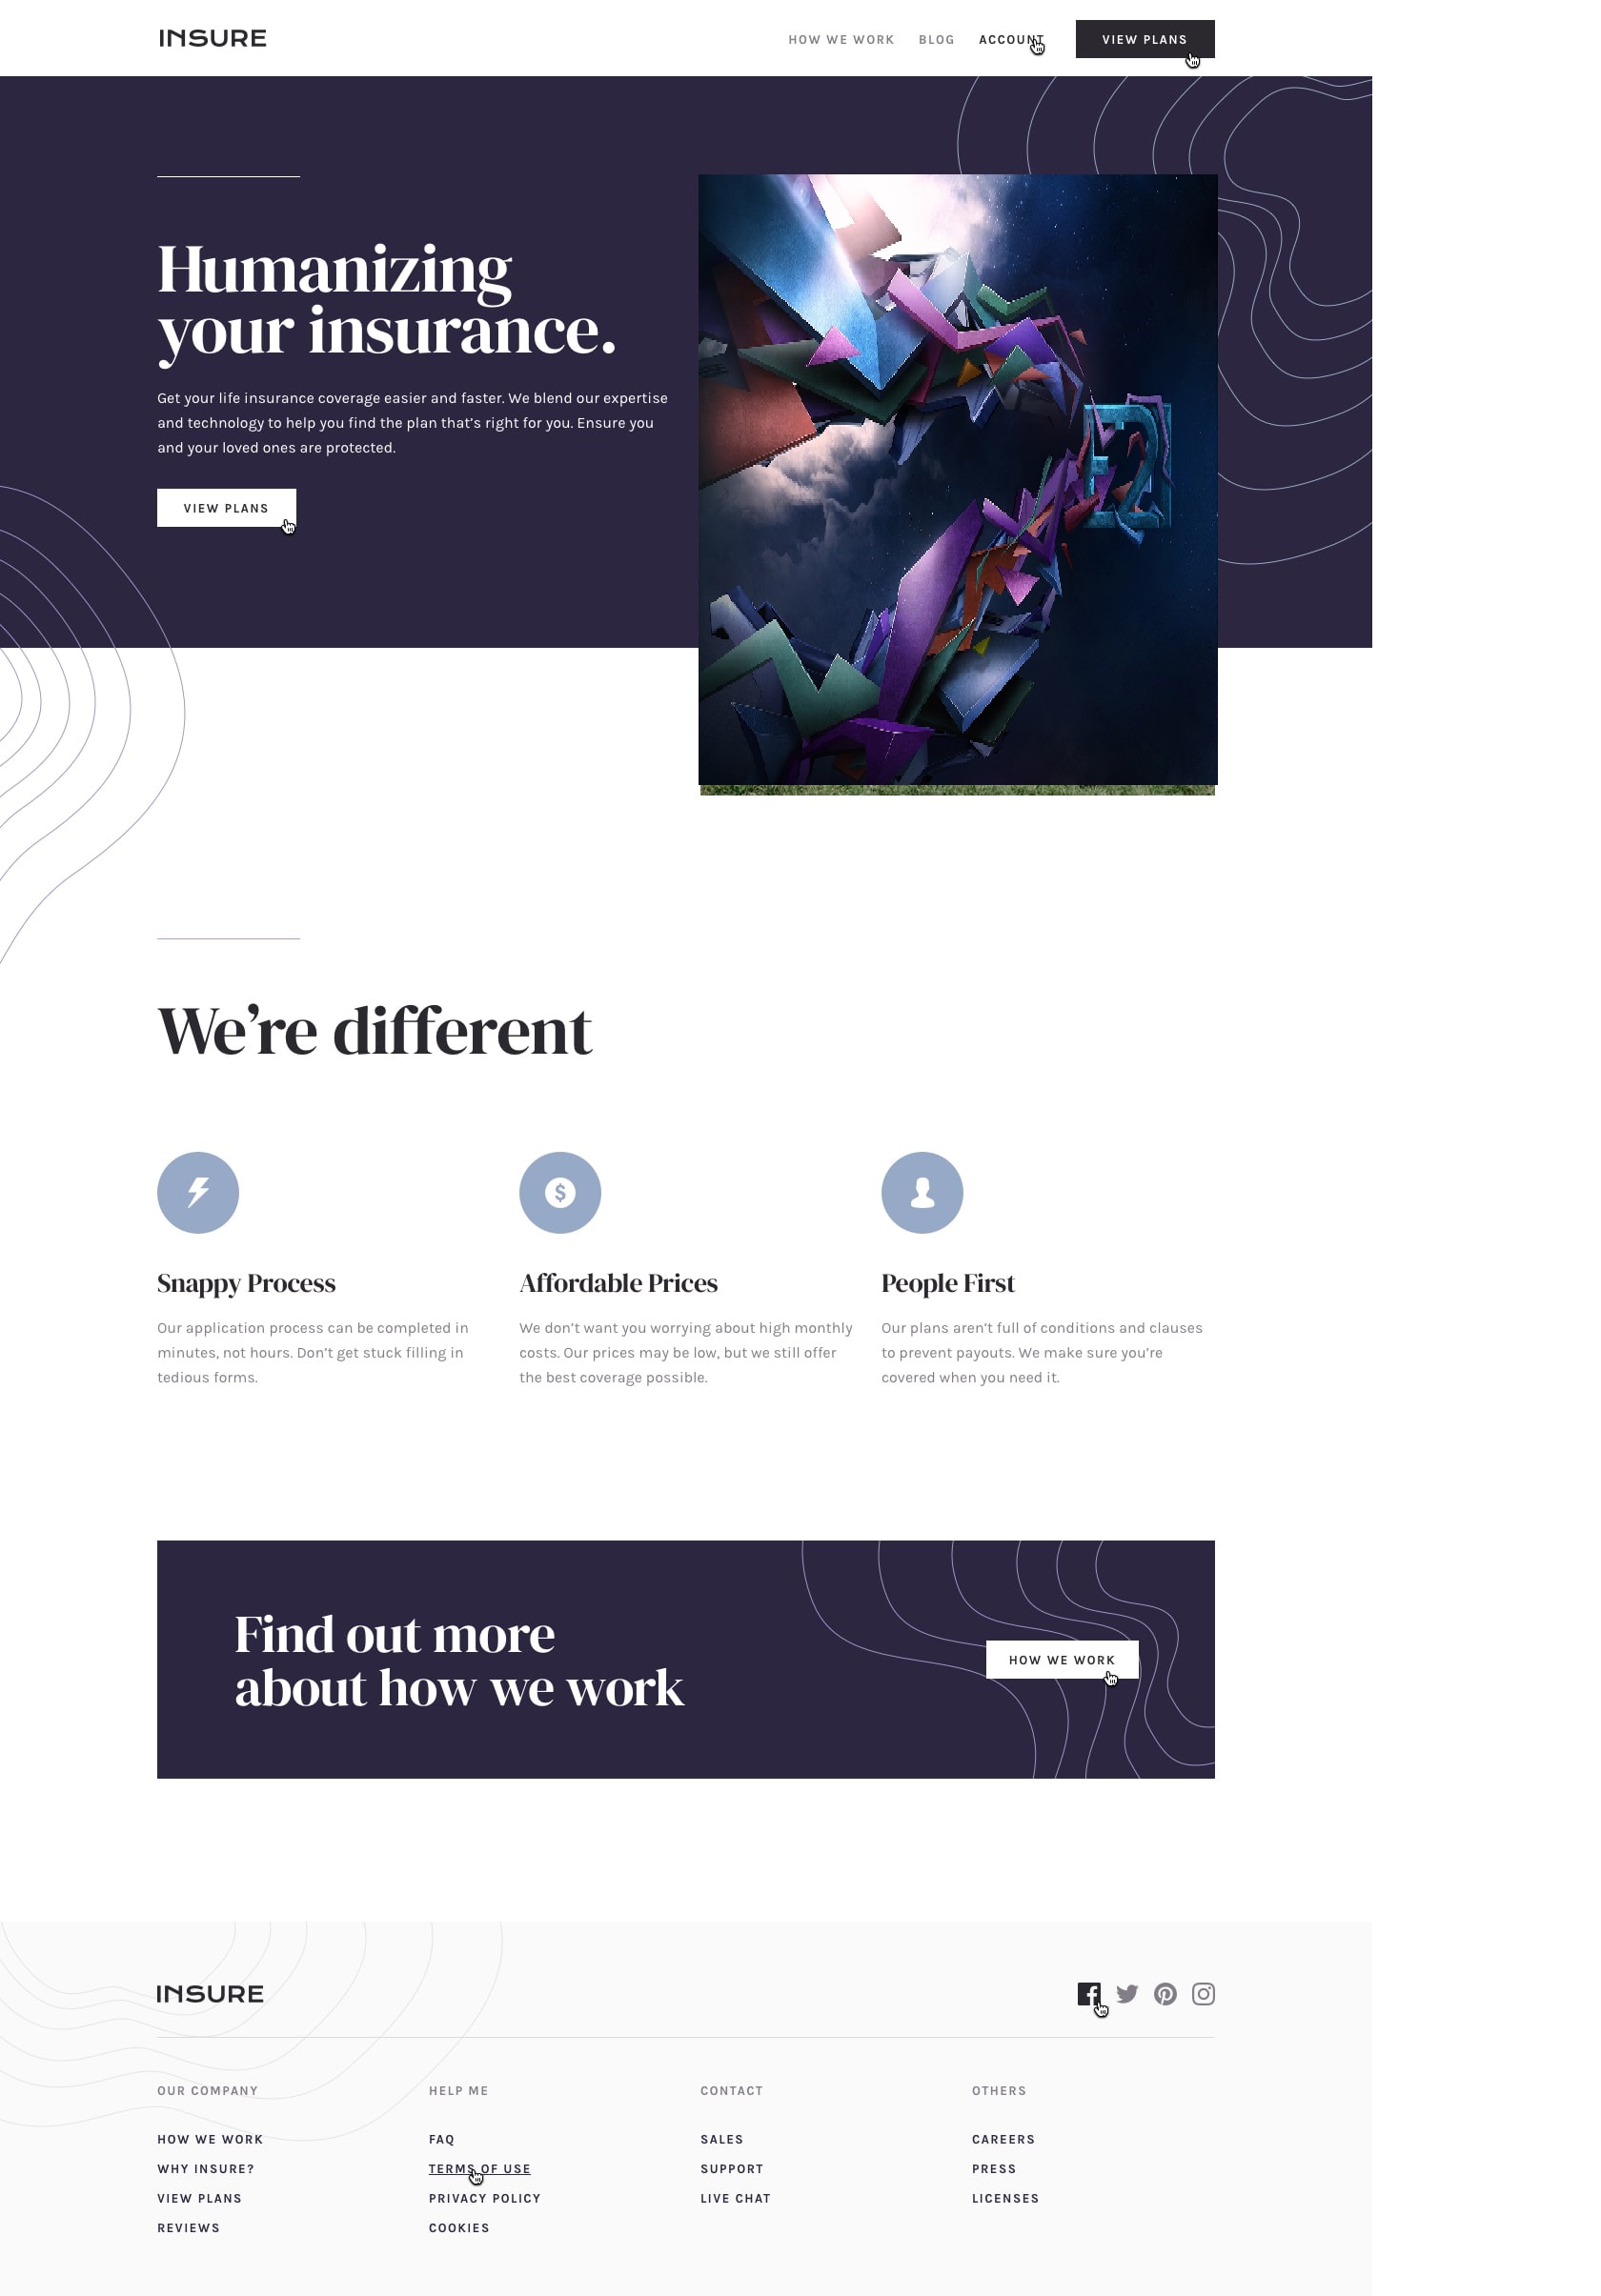 INSURE
HOW WE WORK
BLOG
ACCOUNT
VIEW PLANS
Humanizing
your insurance.
Get your life insurance coverage easier and faster. We blend our expertise
and technology to help you find the plan that’s right for you. Ensure you
and your loved ones are protected.
VIEW PLANS
We’re different
Snappy Process
Our application process can be completed in
minutes, not hours. Don’t get stuck filling in
tedious forms.
Affordable Prices
We don’t want you worrying about high monthly
costs. Our prices may be low, but we still offer
the best coverage possible.
People First
Our plans aren’t full of conditions and clauses
to prevent payouts. We make sure you’re
covered when you need it.
Find out more
about how we work
HOW WE WORK
INSURE
OUR COMPANY
HOW WE WORK
WHY INSURE?
VIEW PLANS
REVIEWS
HELP ME
FAQ
TERMS OF USE
PRIVACY POLICY
COOKIES
CONTACT
SALES
SUPPORT
LIVE CHAT
OTHERS
CAREERS
PRESS
LICENSES